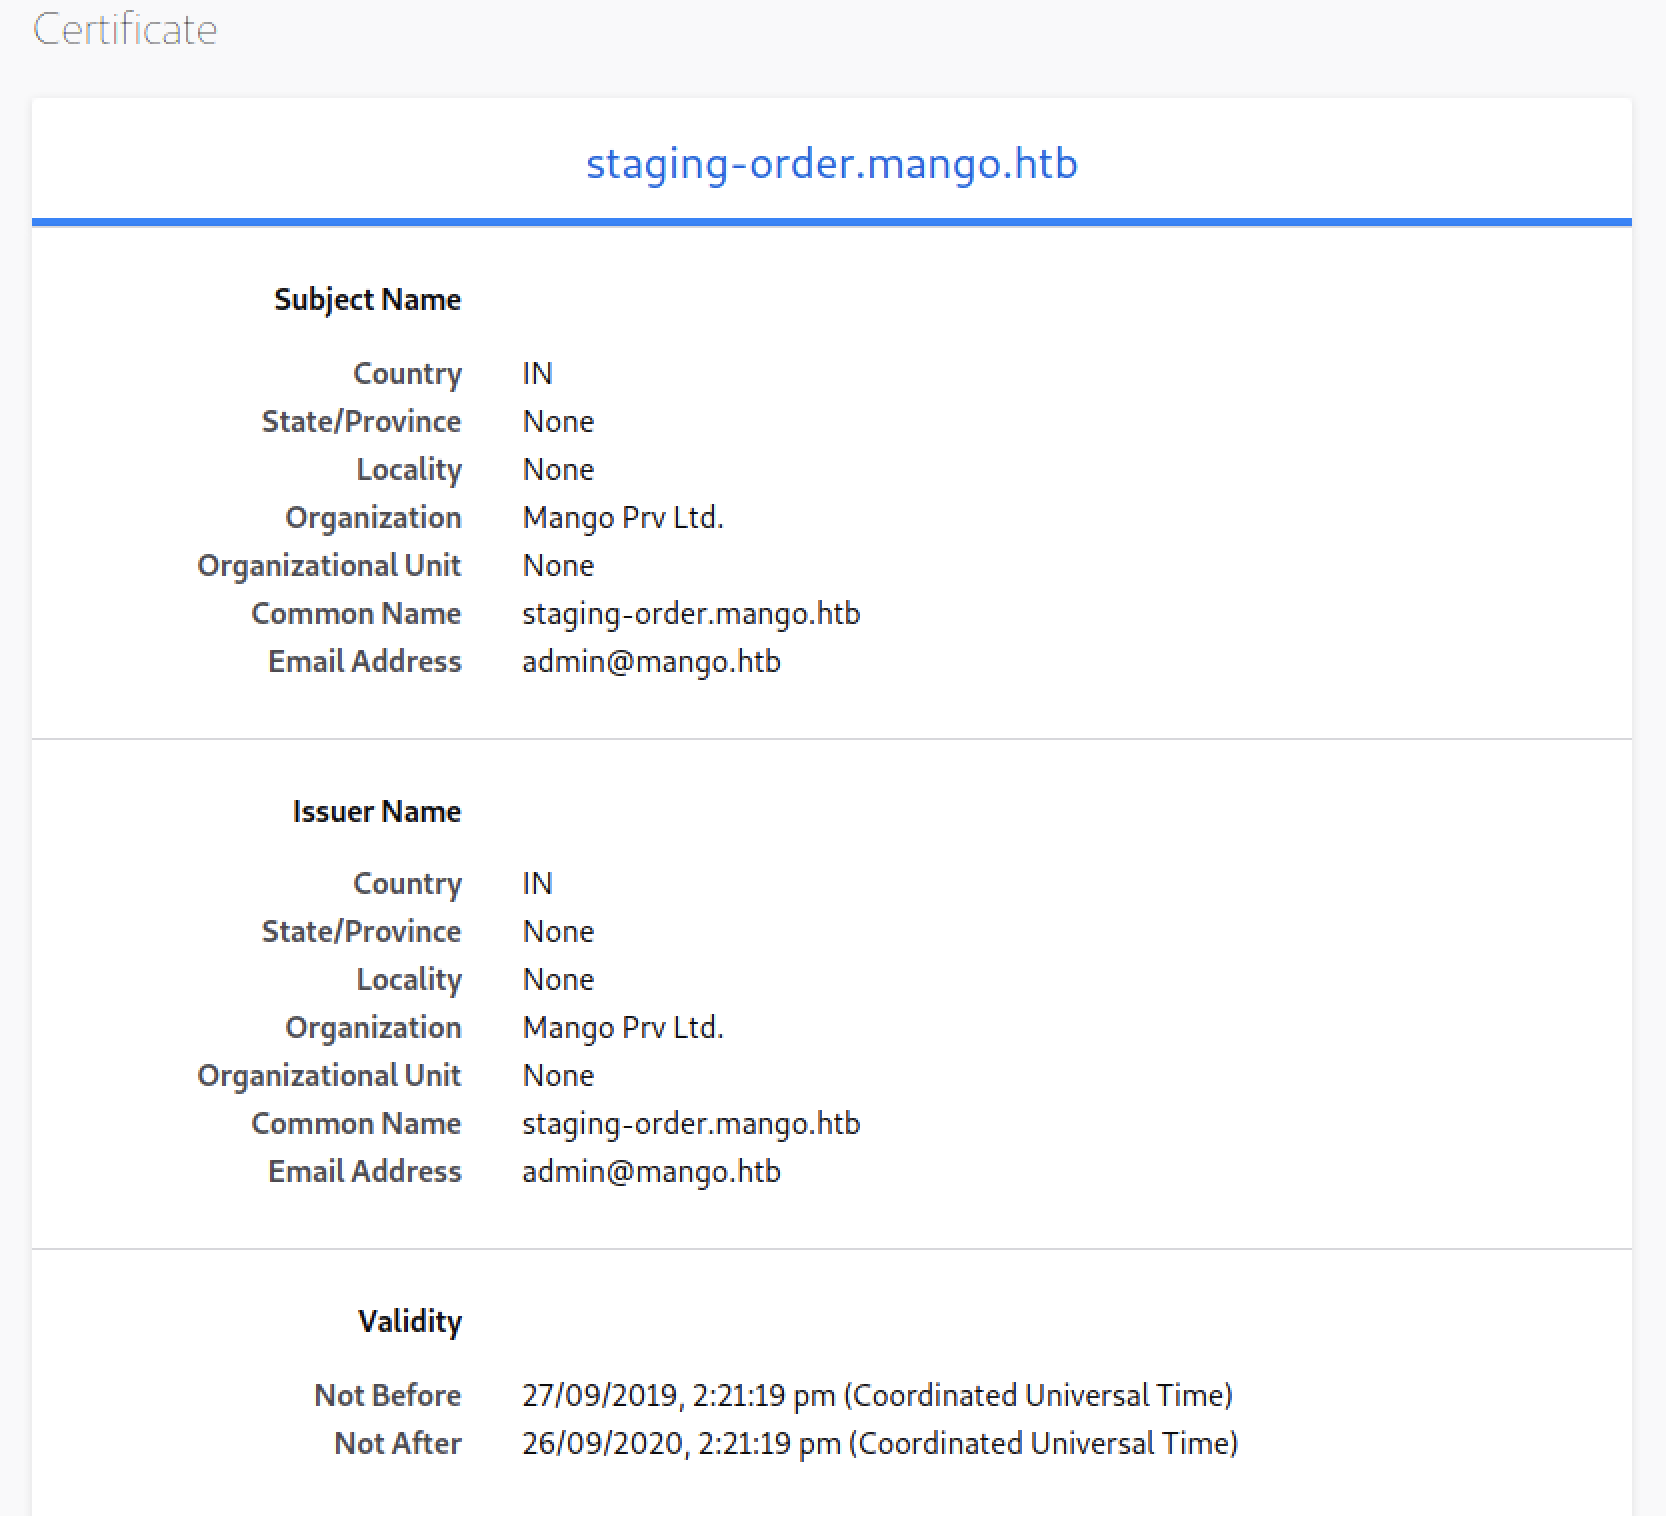 Certificate
staging-order.mango.htb
Subject Name
Country IN
State/Province None
Locality None
Organization Mango Prv Ltd.
Organizational Unit None
Common Name staging-order.mango.htb
Email Address admin@mango.htb
Issuer Name
Country IN
State/Province None
Locality None
Organization Mango Prv Ltd.
Organizational Unit None
Common Name staging-order.mango.htb
Email Address admin@mango.htb
Validity
Not Before 27/09/2019, 2:21:19 pm (Coordinated Universal Time)
Not After 26/09/2020, 2:21:19 pm (Coordinated Universal Time)